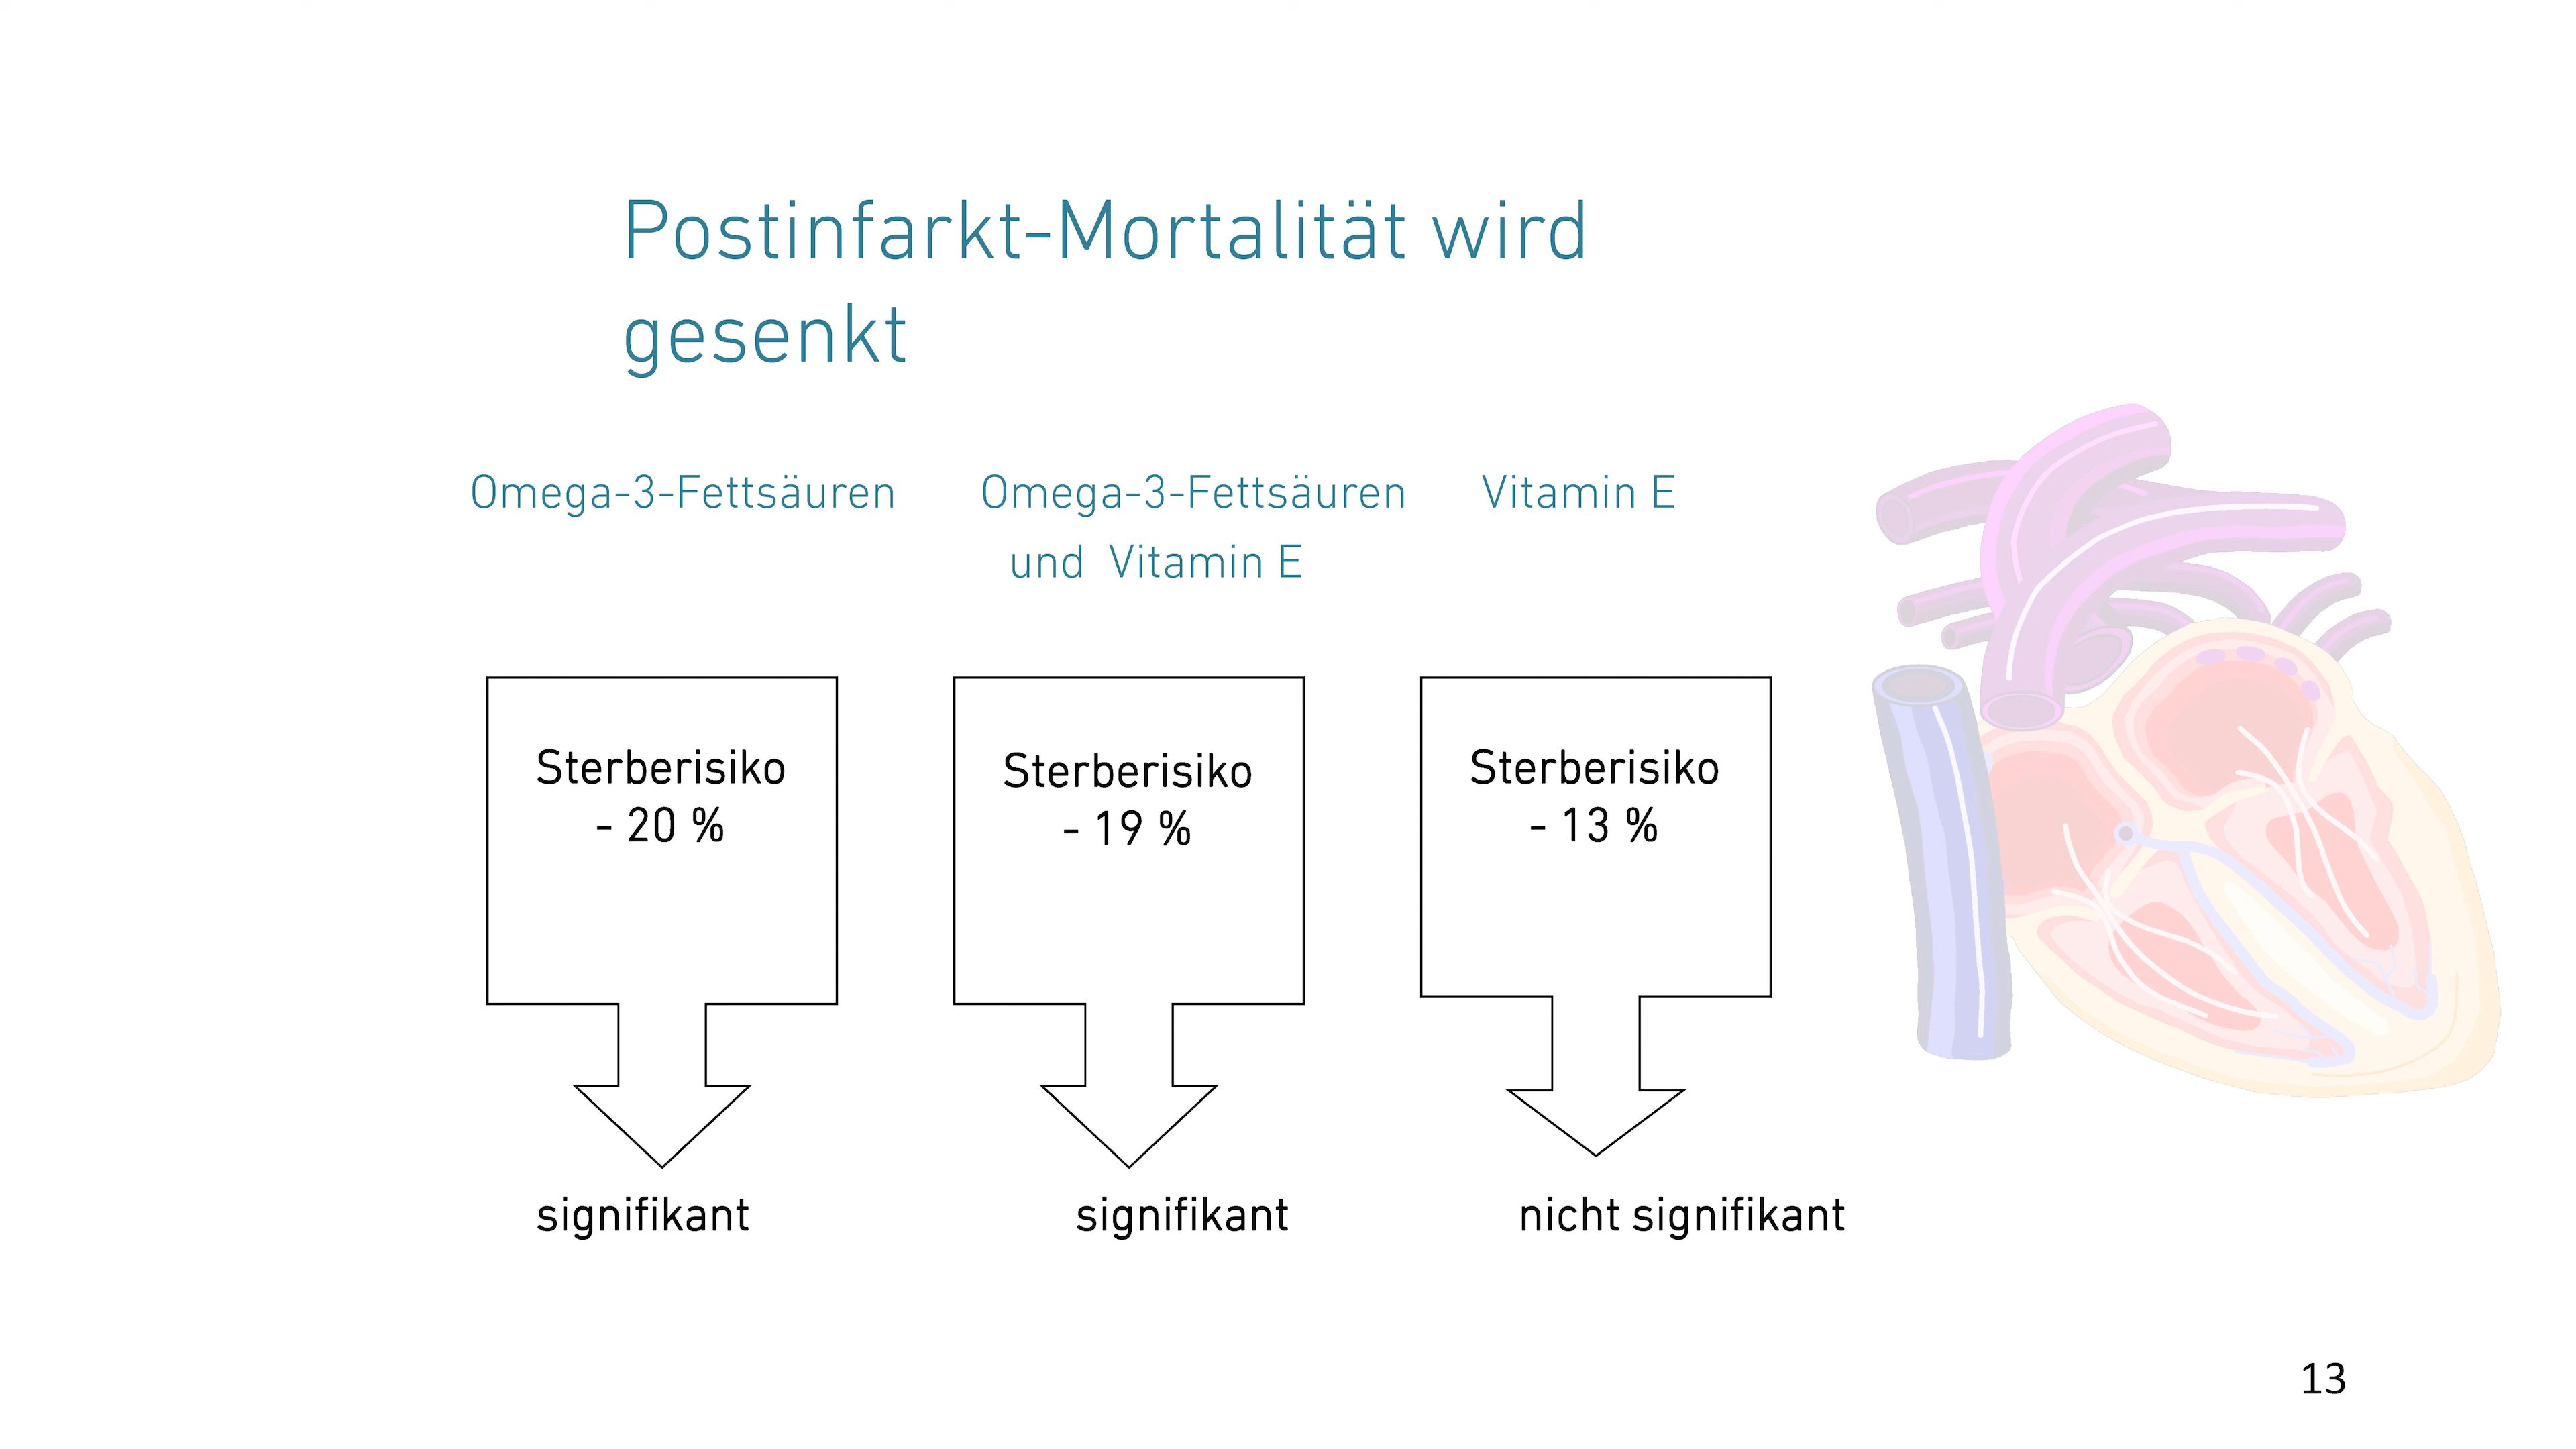 Postinfarkt-Mortalität wird
gesenkt
Omega-3-Fettsäuren
Omega-3-Fettsäuren
und Vitamin E
Vitamin E
Sterberisiko
- 20 %
Sterberisiko
- 19 %
Sterberisiko
- 13 %
signifikant
signifikant
nicht signifikant
13